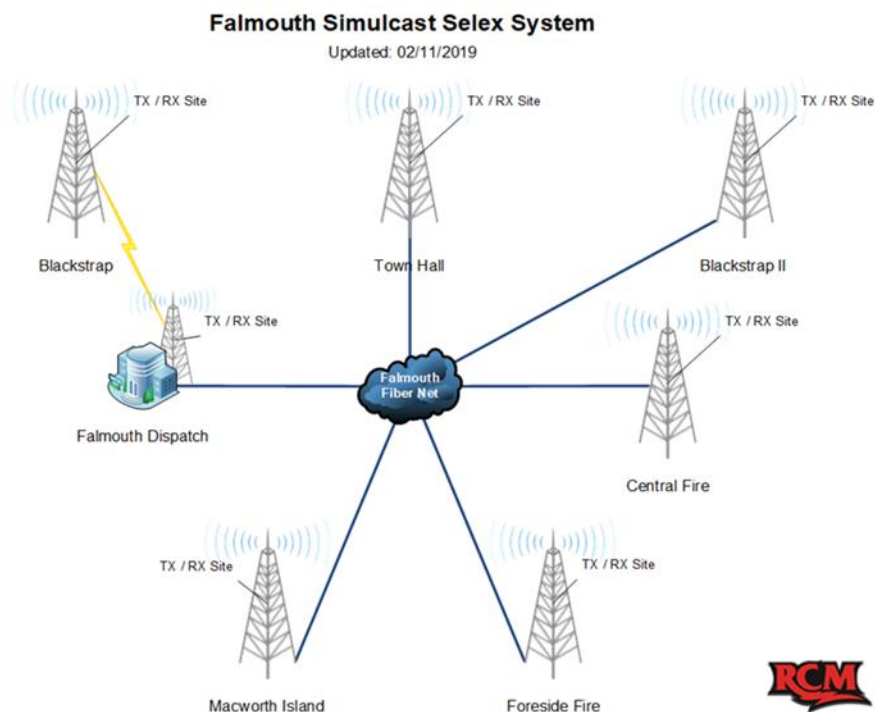 Falmouth Simulcast Selex System
Updated: 02/11/2019
TX / RX Site
TX / RX Site
TX / RX Site
Blackstrap
Town Hall
Blackstrap II
TX / RX Site
TX / RX Site
Falmouth
Fiber Net
Falmouth Dispatch
Central Fire
TX / RX Site
TX / RX Site
Macworth Island
Foreside Fire
RCM